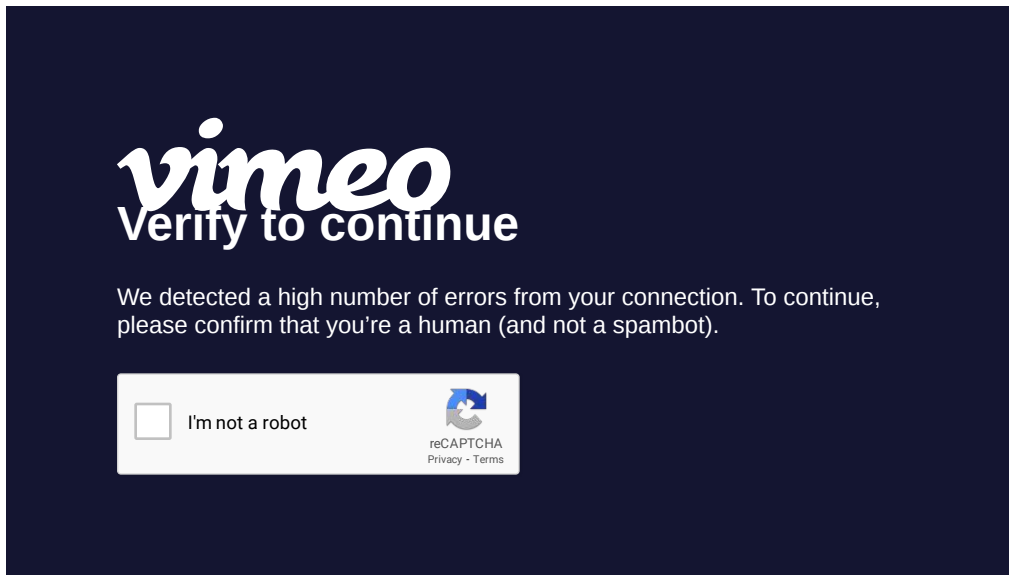 vimeo
Verify to continue
We detected a high number of errors from your connection. To continue,
please confirm that you’re a human (and not a spambot).
I'm not a robot
reCAPTCHA
Privacy - Terms